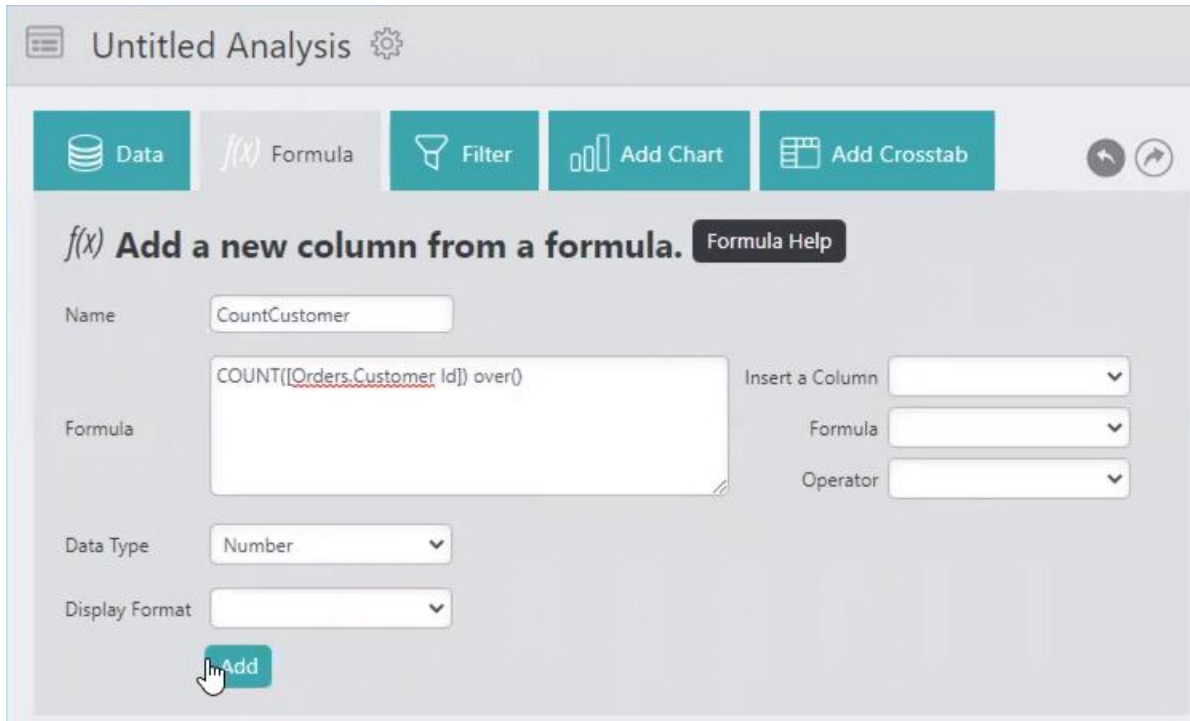 Untitled Analysis
Data
f(x) Formula
Filter
Add Chart
Add Crosstab
f(x) Add a new column from a formula. Formula Help
Name CountCustomer
Formula COUNT([Orders.Customer Id]) over()
Insert a Column
Formula
Operator
Data Type Number
Display Format
Add